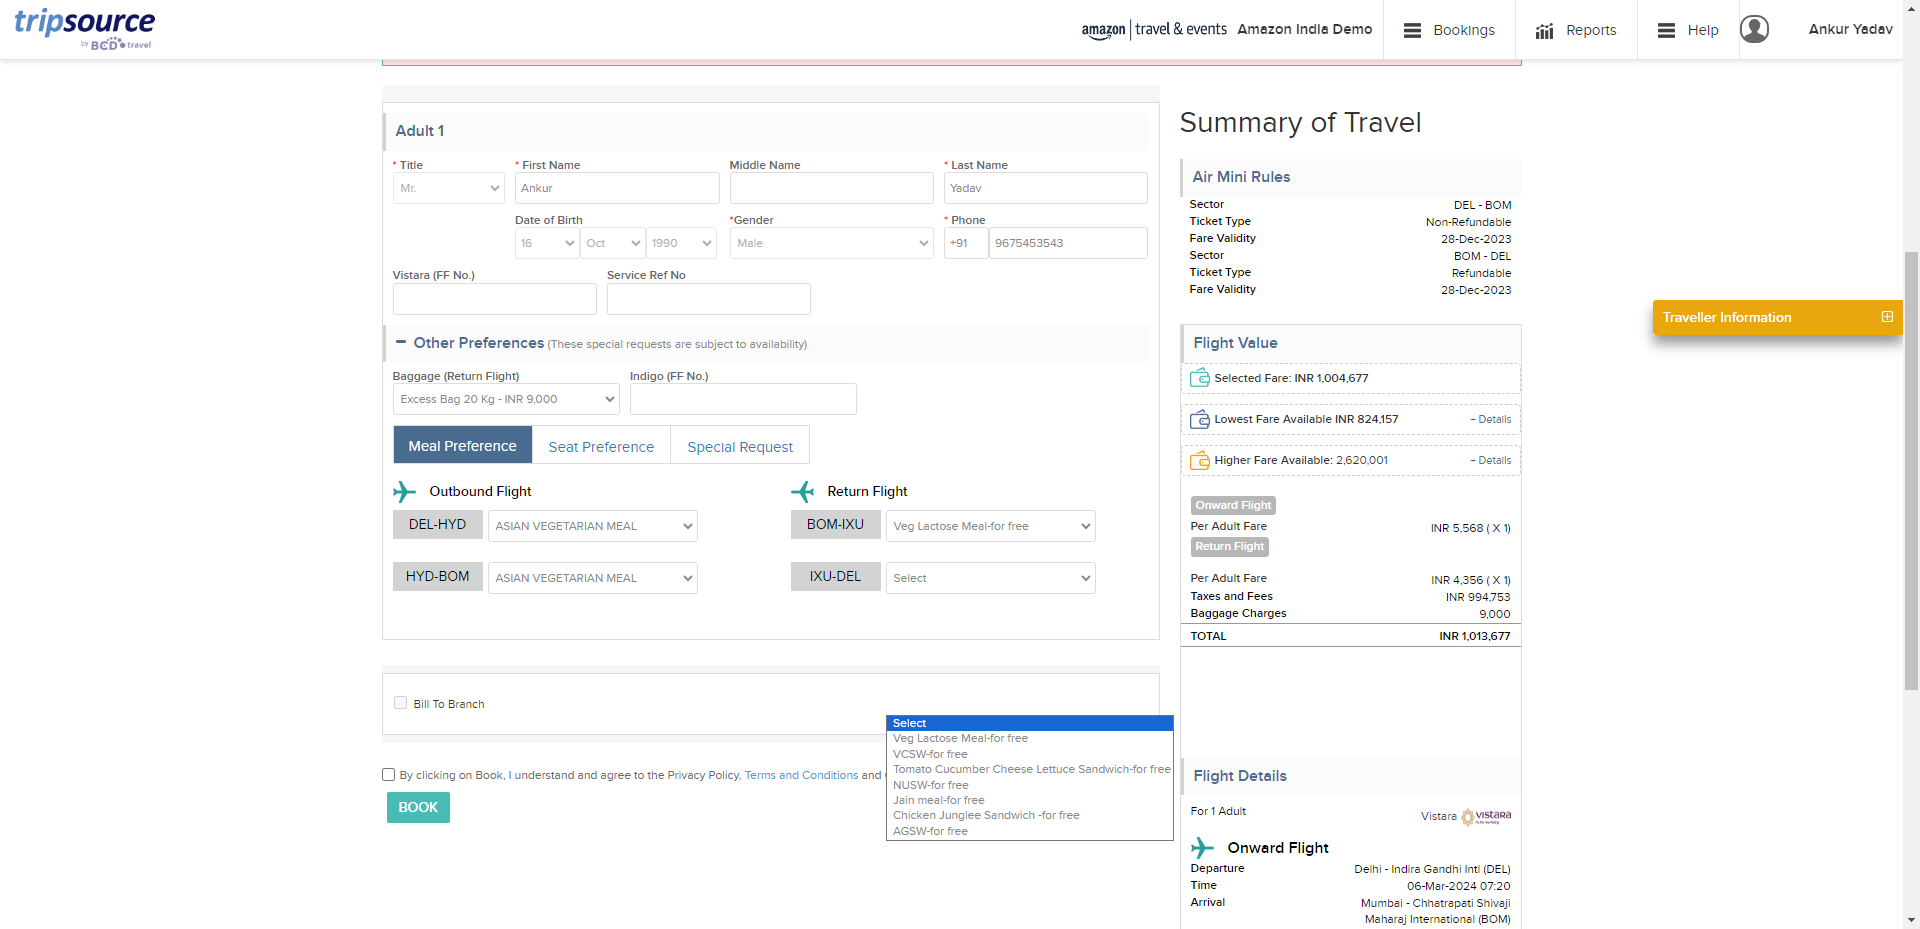 tripsource
by BCD travel
amazon | travel & events Amazon India Demo
Bookings
Reports
Help
Ankur Yadav
Adult 1
* Title
* First Name
Middle Name
* Last Name
Mr.
Ankur
Yadav
Date of Birth
*Gender
* Phone
16
Oct
1990
Male
+91
9675453543
Vistara (FF No.)
Service Ref No
Other Preferences (These special requests are subject to availability)
Baggage (Return Flight)
Indigo (FF No.)
Excess Bag 20 Kg - INR 9,000
Meal Preference
Seat Preference
Special Request
Outbound Flight
Return Flight
DEL-HYD
ASIAN VEGETARIAN MEAL
BOM-IXU
Veg Lactose Meal-for free
HYD-BOM
ASIAN VEGETARIAN MEAL
IXU-DEL
Select
Bill To Branch
Select
Veg Lactose Meal-for free
VCSW-for free
Tomato Cucumber Cheese Lettuce Sandwich-for free
NUSW-for free
Jain meal-for free
Chicken Junglee Sandwich -for free
AGSW-for free
By clicking on Book, I understand and agree to the Privacy Policy, Terms and Conditions and
BOOK
Summary of Travel
Air Mini Rules
Sector DEL - BOM
Ticket Type Non-Refundable
Fare Validity 28-Dec-2023
Sector BOM - DEL
Ticket Type Refundable
Fare Validity 28-Dec-2023
Traveller Information
Flight Value
Selected Fare: INR 1,004,677
Lowest Fare Available INR 824,157 + Details
Higher Fare Available: 2,620,001 + Details
Onward Flight
Per Adult Fare INR 5,568 ( X 1)
Return Flight
Per Adult Fare INR 4,356 ( X 1)
Taxes and Fees INR 994,753
Baggage Charges 9,000
TOTAL INR 1,013,677
Flight Details
For 1 Adult
Vistara VISTARA
Onward Flight
Departure Delhi - Indira Gandhi Intl (DEL)
Time 06-Mar-2024 07:20
Arrival Mumbai - Chhatrapati Shivaji
Maharaj International (BOM)